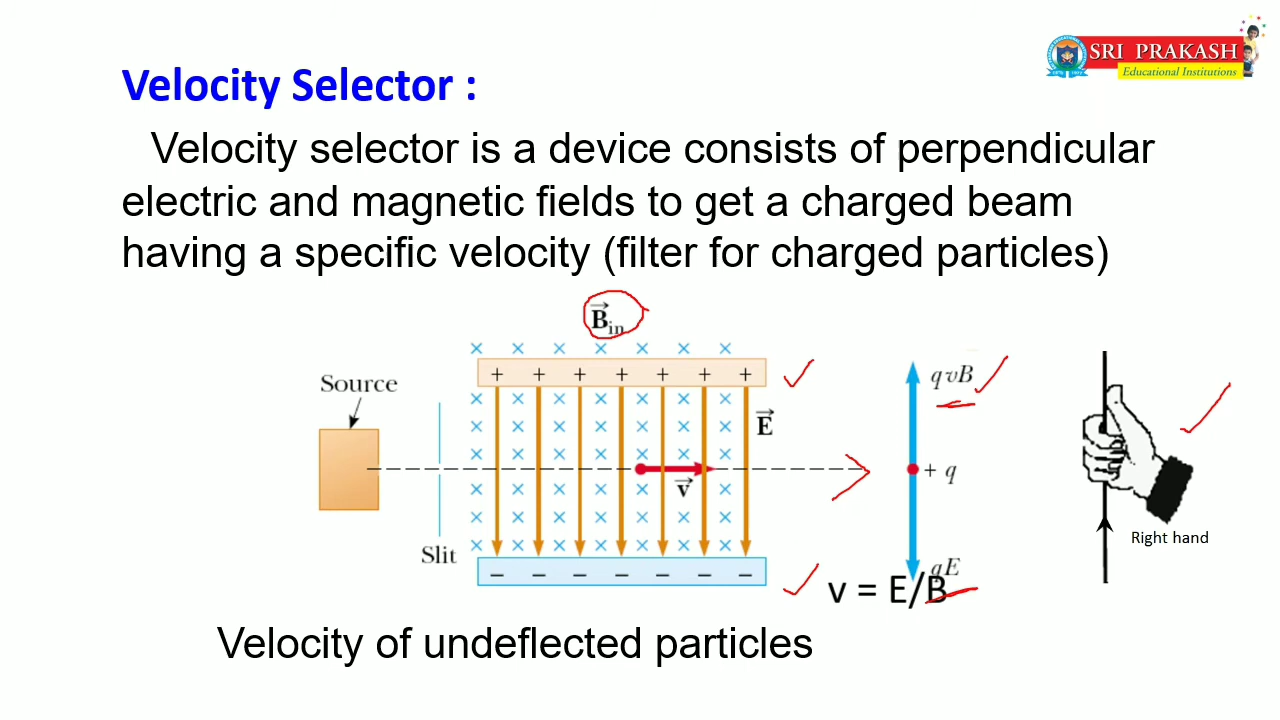 SRI PRAKASH
Educational Institutions
Velocity Selector :
Velocity selector is a device consists of perpendicular
electric and magnetic fields to get a charged beam
having a specific velocity (filter for charged particles)
B⃗in
× × × × × × ×
+ + + + + + +
Source
× × × × × × ×
× × × × × × ×
E⃗
× × × × × × ×
v⃗
× × × × × × ×
× × × × × × ×
× × × × × × ×
Slit
− − − − − − −
qvB
+ q
qE
v = E/B
Right hand
Velocity of undeflected particles